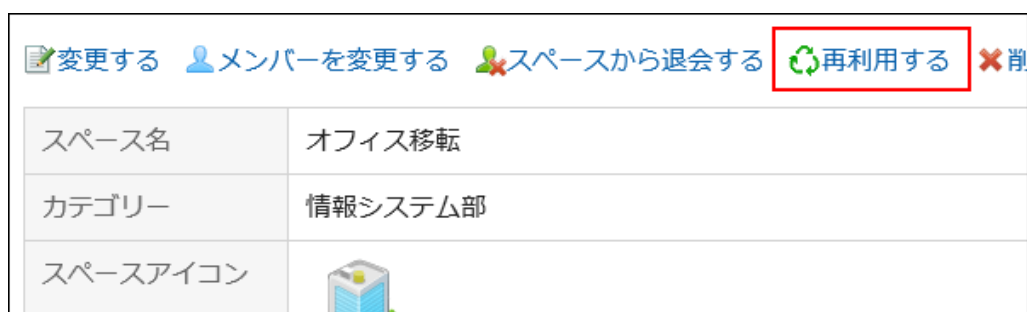 変更する メンバーを変更する スペースから退会する 再利用する 削
スペース名 オフィス移転
カテゴリー 情報システム部
スペースアイコン